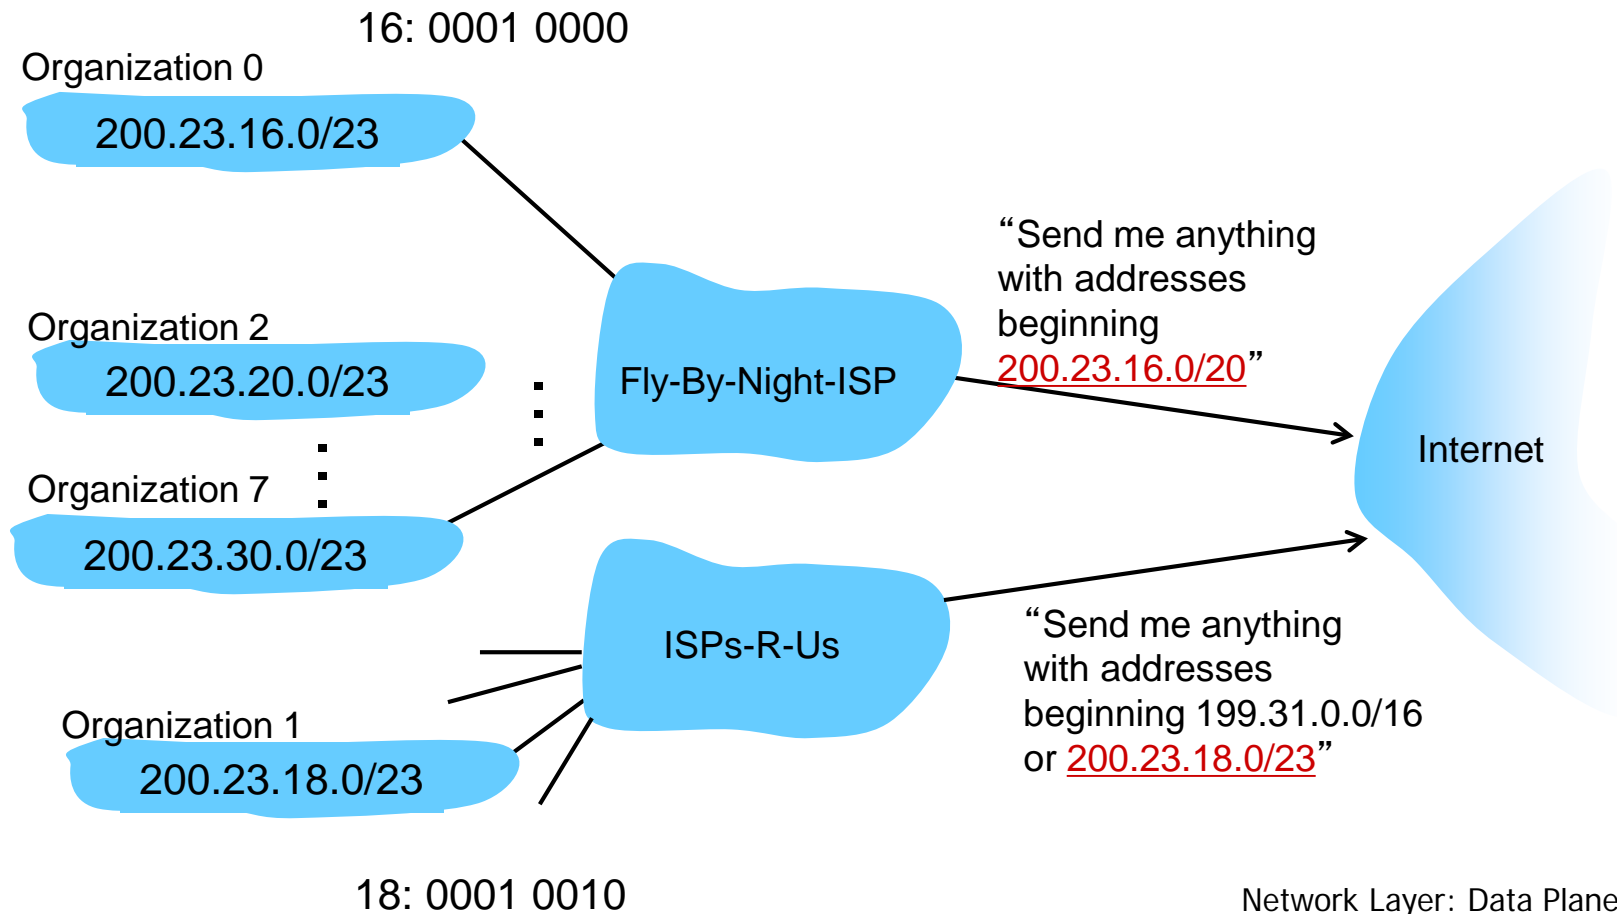 16: 0001 0000
Organization 0
200.23.16.0/23
“Send me anything
with addresses
beginning
200.23.16.0/20”
Organization 2
200.23.20.0/23
Fly-By-Night-ISP
Internet
Organization 7
200.23.30.0/23
ISPs-R-Us
“Send me anything
with addresses
beginning 199.31.0.0/16
or 200.23.18.0/23”
Organization 1
200.23.18.0/23
18: 0001 0010
Network Layer: Data Plane